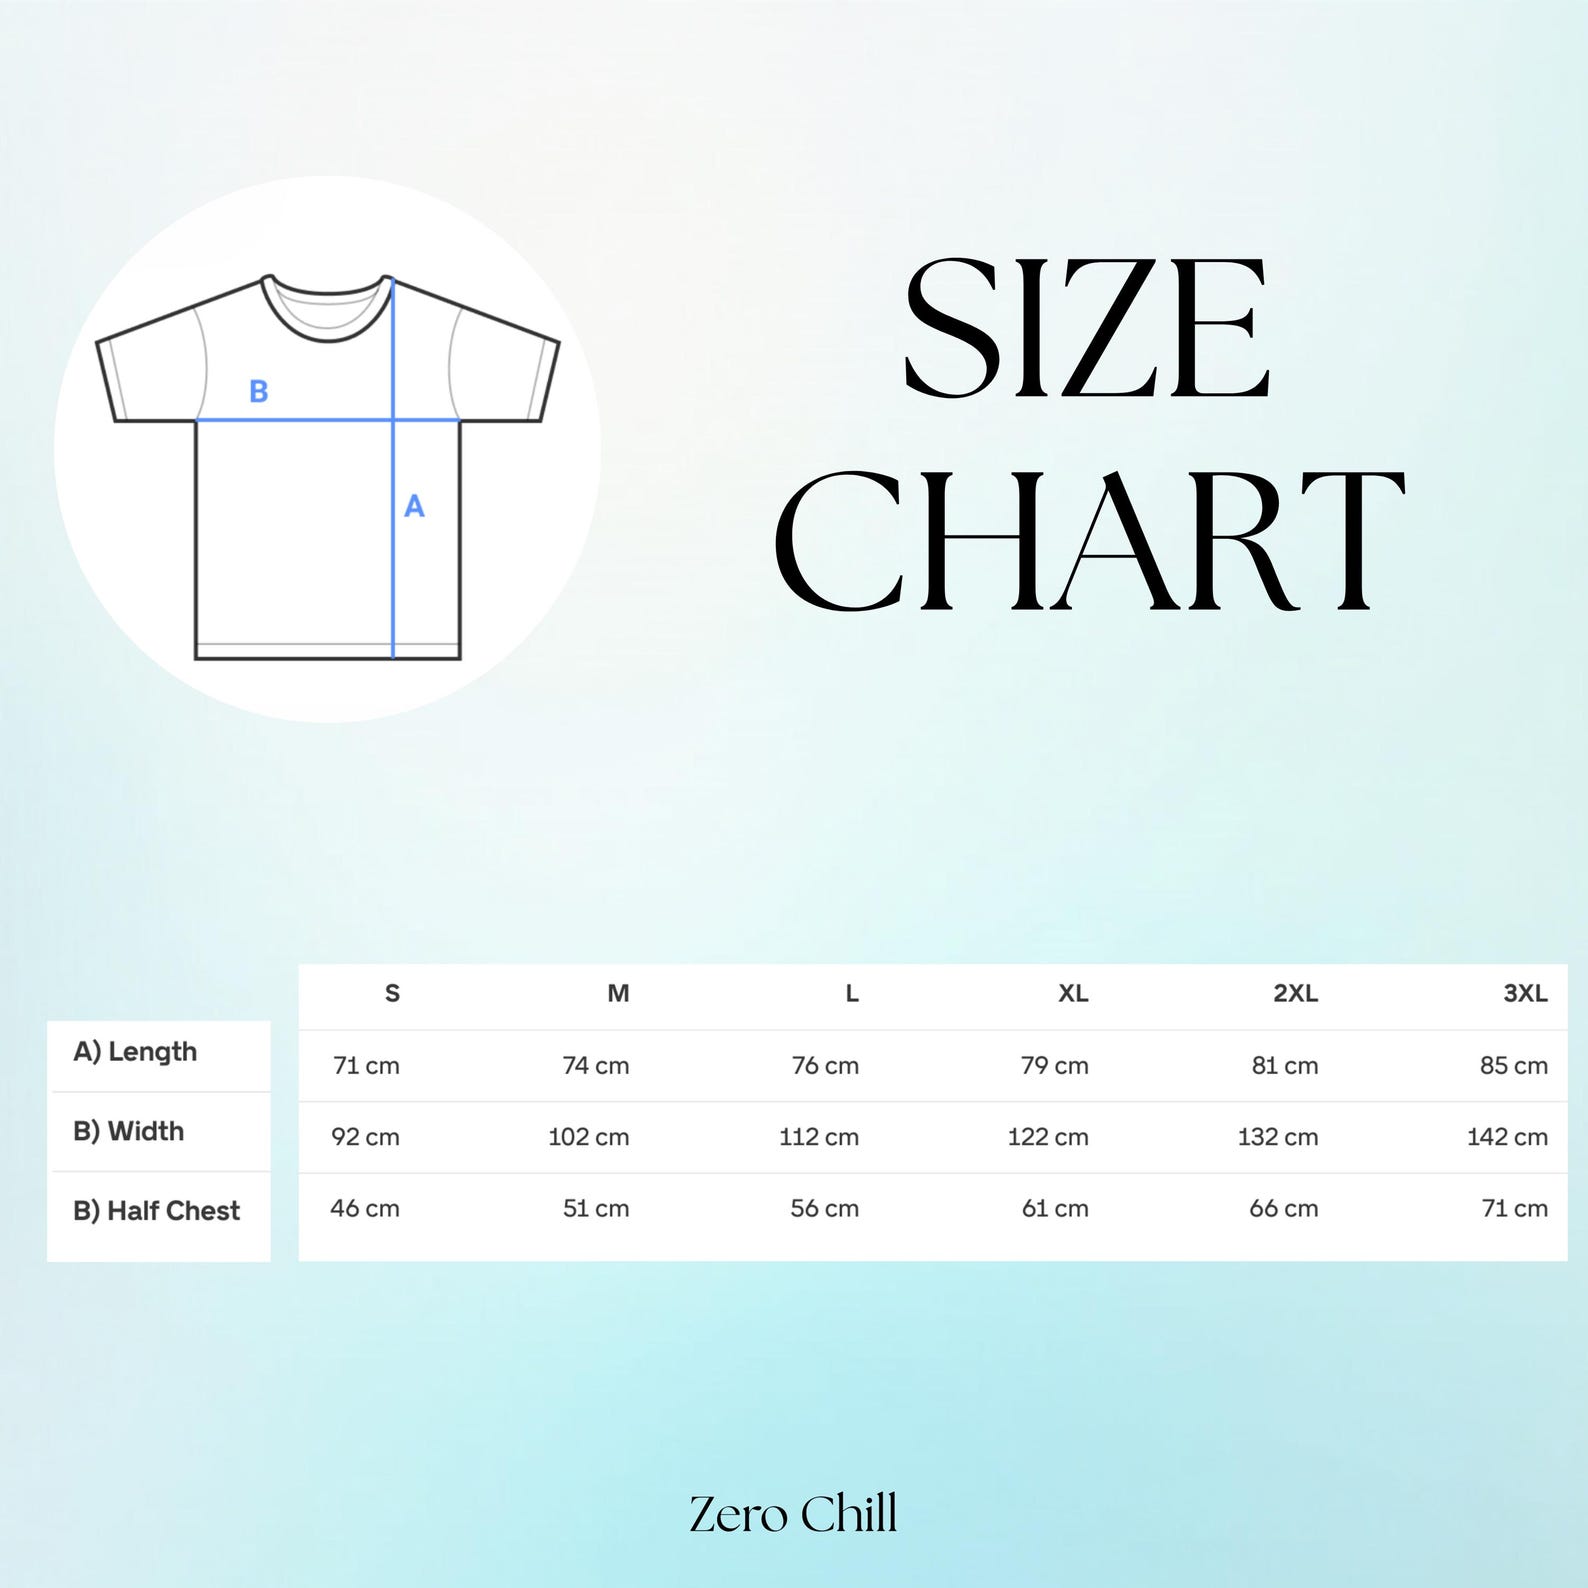 SIZE
CHART
B
A
S M L XL 2XL 3XL
A) Length 71 cm 74 cm 76 cm 79 cm 81 cm 85 cm
B) Width 92 cm 102 cm 112 cm 122 cm 132 cm 142 cm
B) Half Chest 46 cm 51 cm 56 cm 61 cm 66 cm 71 cm
Zero Chill